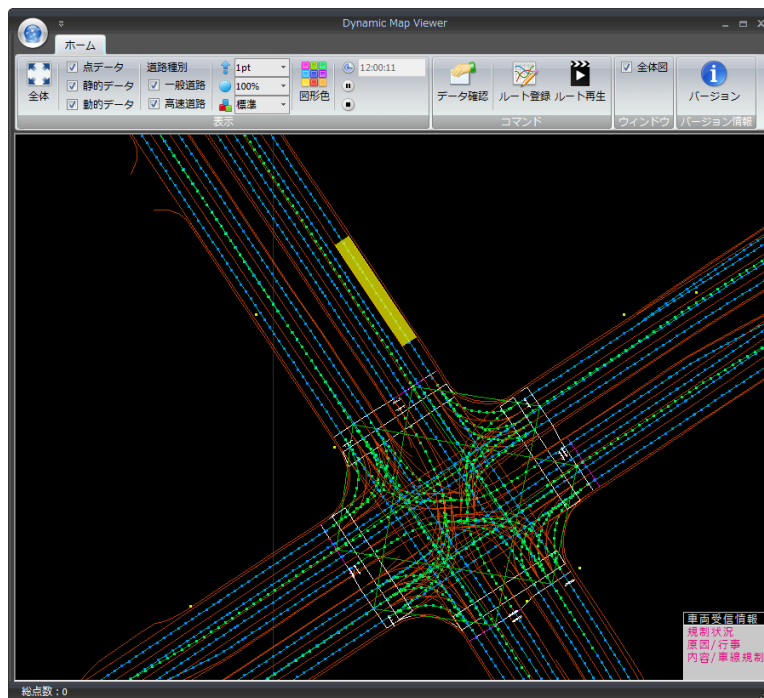 Dynamic Map Viewer
ホーム
全体
点データ
静的データ
動的データ
道路種別
一般道路
高速道路
1pt
100%
標準
図形色
12:00:11
表示
データ確認
ルート登録
ルート再生
コマンド
全体図
ウィンドウ
バージョン
バージョン情報
車両受信情報
規制状況
原因/行事
内容/車線規制
総点数:0